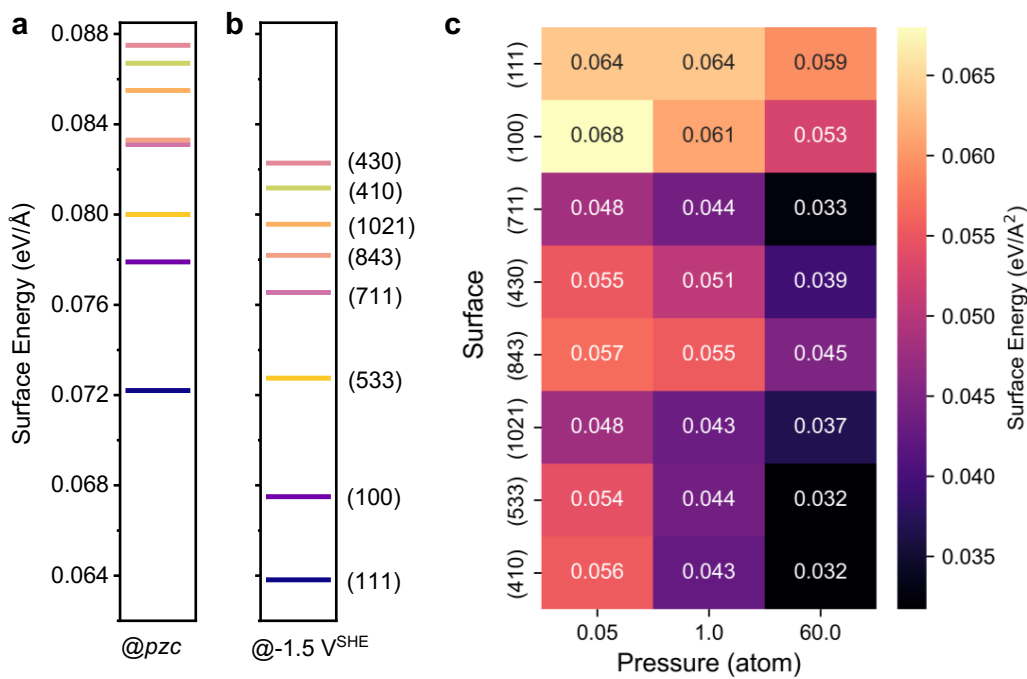 a
b
c
Surface Energy (eV/Å)
0.088
0.084
0.080
0.076
0.072
0.068
0.064
@pzc
(430)
(410)
(1021)
(843)
(711)
(533)
(100)
(111)
@-1.5 V^SHE
Surface
(111) 0.064 0.064 0.059
(100) 0.068 0.061 0.053
(711) 0.048 0.044 0.033
(430) 0.055 0.051 0.039
(843) 0.057 0.055 0.045
(1021) 0.048 0.043 0.037
(533) 0.054 0.044 0.032
(410) 0.056 0.043 0.032
0.05 1.0 60.0
Pressure (atom)
0.065
0.060
0.055
0.050
0.045
0.040
0.035
Surface Energy (eV/A²)